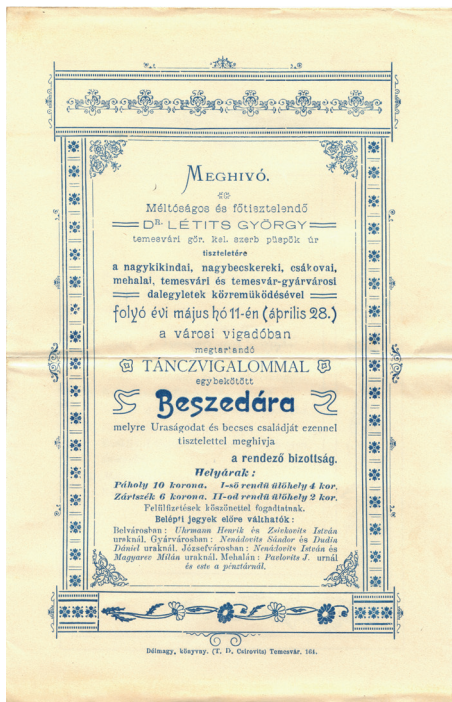 MEGHIVÓ.
Méltóságos és főtisztelendő
DR. LÉTITS GYÖRGY
temesvári gör. kel. szerb püspök úr
tiszteletére
a nagykikindai, nagybecskereki, csákovai,
mehalai, temesvári és temesvár-gyárvárosi
dalegyletek közremüködésével
folyó évi május hó 11-én (április 28.)
a városi vigadóban
megtartandó
TÁNCZVIGALOMMAL
egybekötött
Beszedára
melyre Uraságodat és becses családját ezennel
tisztelettel meghivja
a rendező bizottság.
Helyárak:
Páholy 10 korona. I-ső rendü ülőhely 4 kor.
Zártszék 6 korona. II-od rendü ülőhely 2 kor.
Felülfizetések köszönettel fogadtatnak.
Belépti jegyek előre válthatók:
Belvárosban: Uhrmann Henrik és Zsiekovits István
uraknál. Gyárvárosban: Nenádovits Sándor és Dudia
Dániel uraknál. Józsefvárosban: Nenádovits István és
Magyarev Milán uraknál. Mehalán: Pavlovits J. urnál
és este a pénztárnál.
Délmagy. könyvny. (T. D. Csirovits) Temesvár. 164.